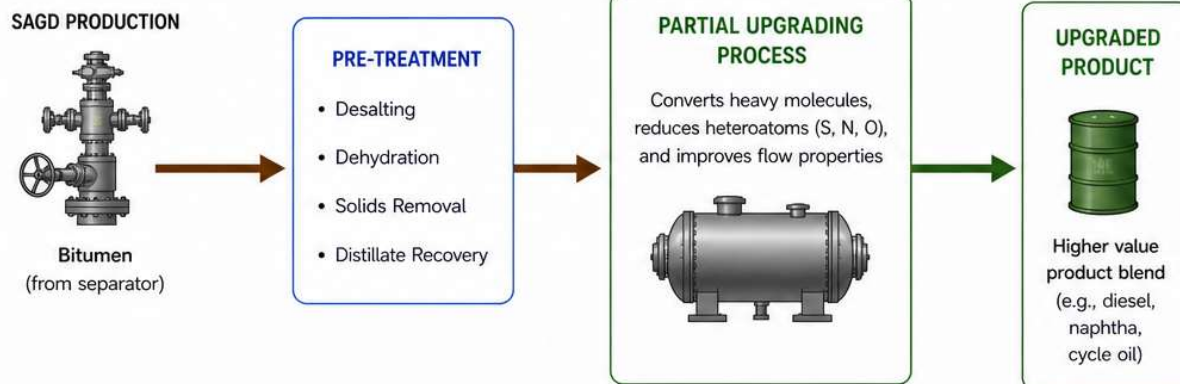 SAGD PRODUCTION
Bitumen
(from separator)
PRE-TREATMENT
• Desalting
• Dehydration
• Solids Removal
• Distillate Recovery
PARTIAL UPGRADING
PROCESS
Converts heavy molecules,
reduces heteroatoms (S, N, O),
and improves flow properties
UPGRADED
PRODUCT
Higher value
product blend
(e.g., diesel,
naphtha,
cycle oil)